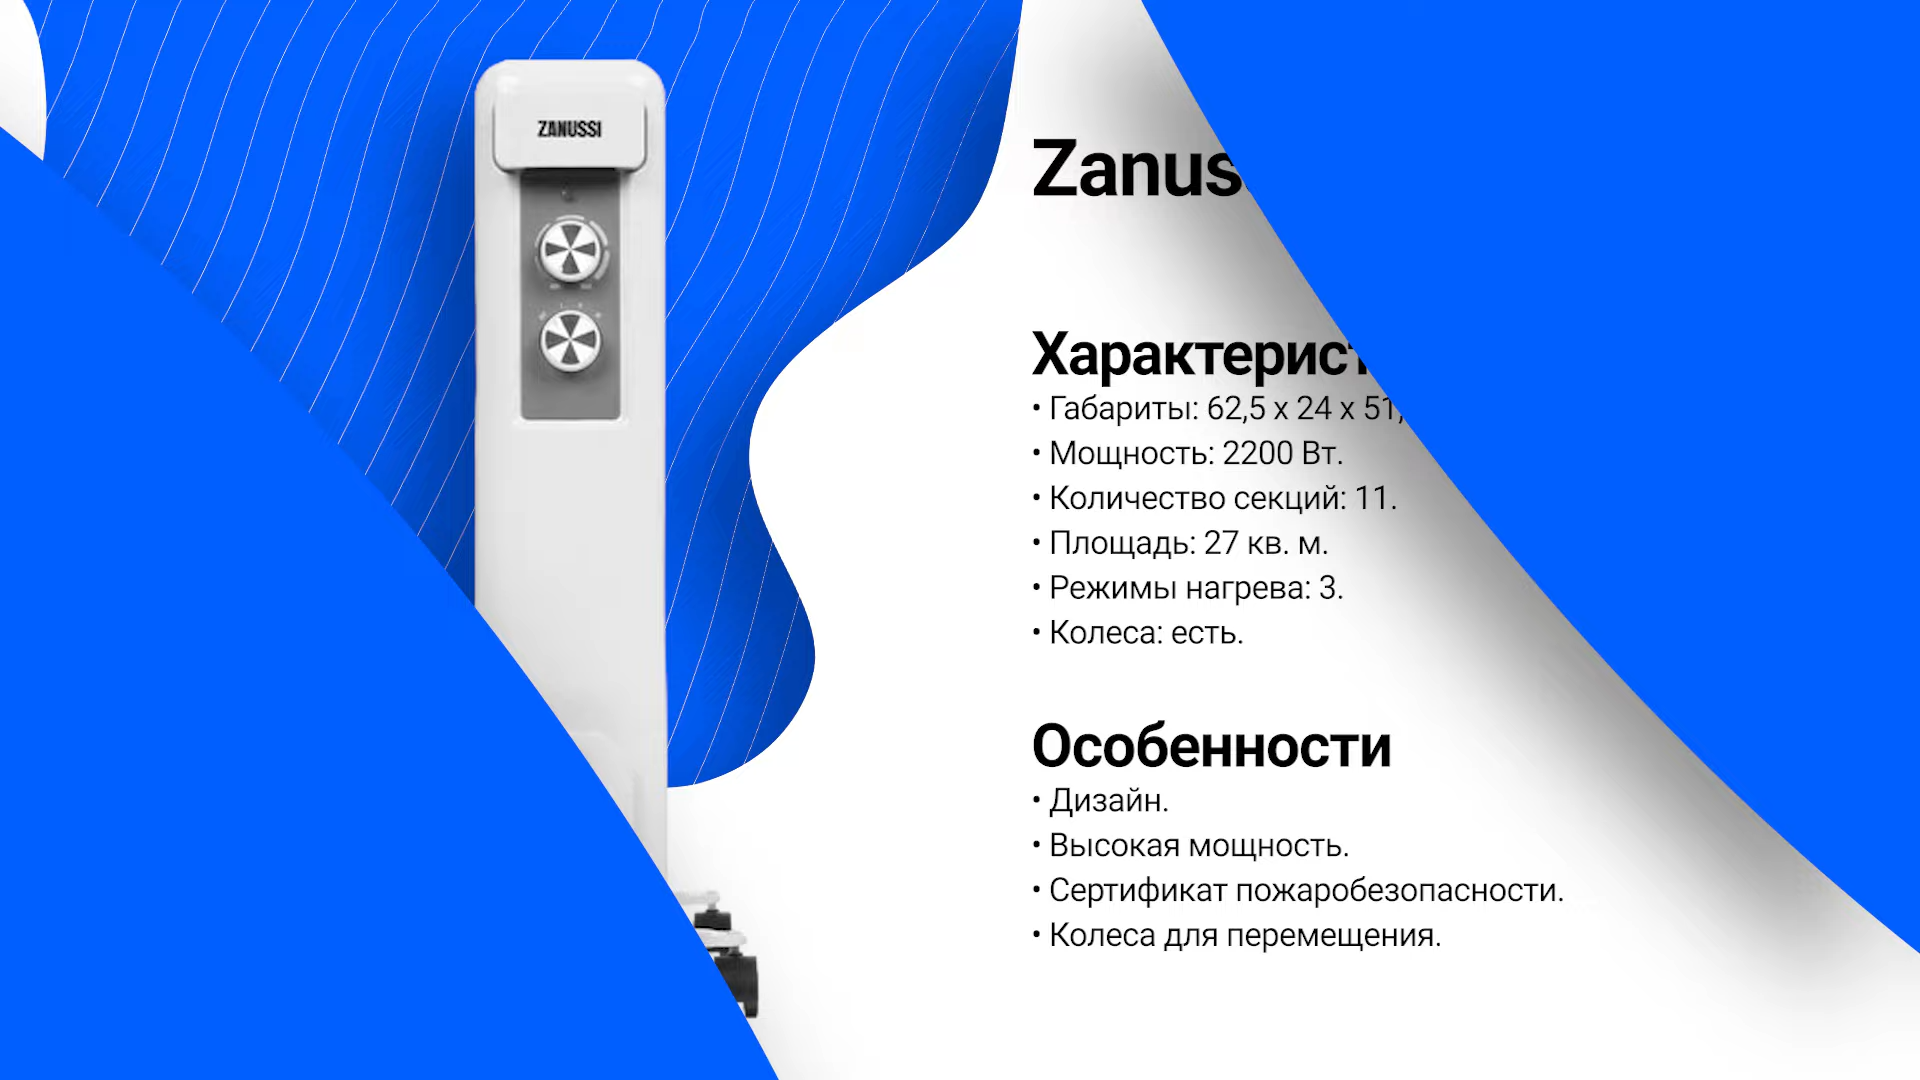 ZANUSSI
Zanus
Характерист
• Габариты: 62,5 x 24 x 51,
• Мощность: 2200 Вт.
• Количество секций: 11.
• Площадь: 27 кв. м.
• Режимы нагрева: 3.
• Колеса: есть.
Особенности
• Дизайн.
• Высокая мощность.
• Сертификат пожаробезопасности.
• Колеса для перемещения.